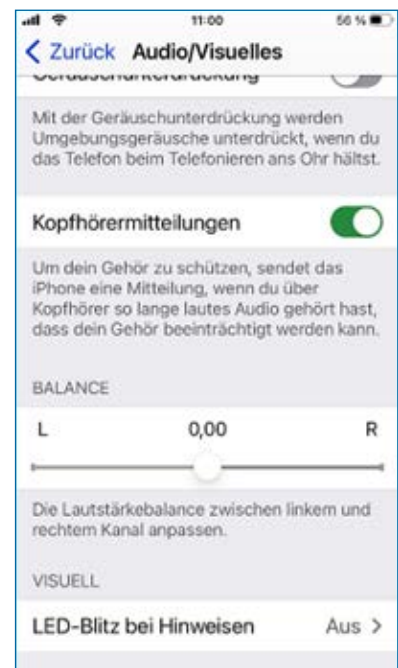 11:00 56 %
Zurück Audio/Visuelles
Geräuschunterdrückung
Mit der Geräuschunterdrückung werden
Umgebungsgeräusche unterdrückt, wenn du
das Telefon beim Telefonieren ans Ohr hältst.
Kopfhörermitteilungen
Um dein Gehör zu schützen, sendet das
iPhone eine Mitteilung, wenn du über
Kopfhörer so lange lautes Audio gehört hast,
dass dein Gehör beeinträchtigt werden kann.
BALANCE
L 0,00 R
Die Lautstärkebalance zwischen linkem und
rechtem Kanal anpassen.
VISUELL
LED-Blitz bei Hinweisen Aus